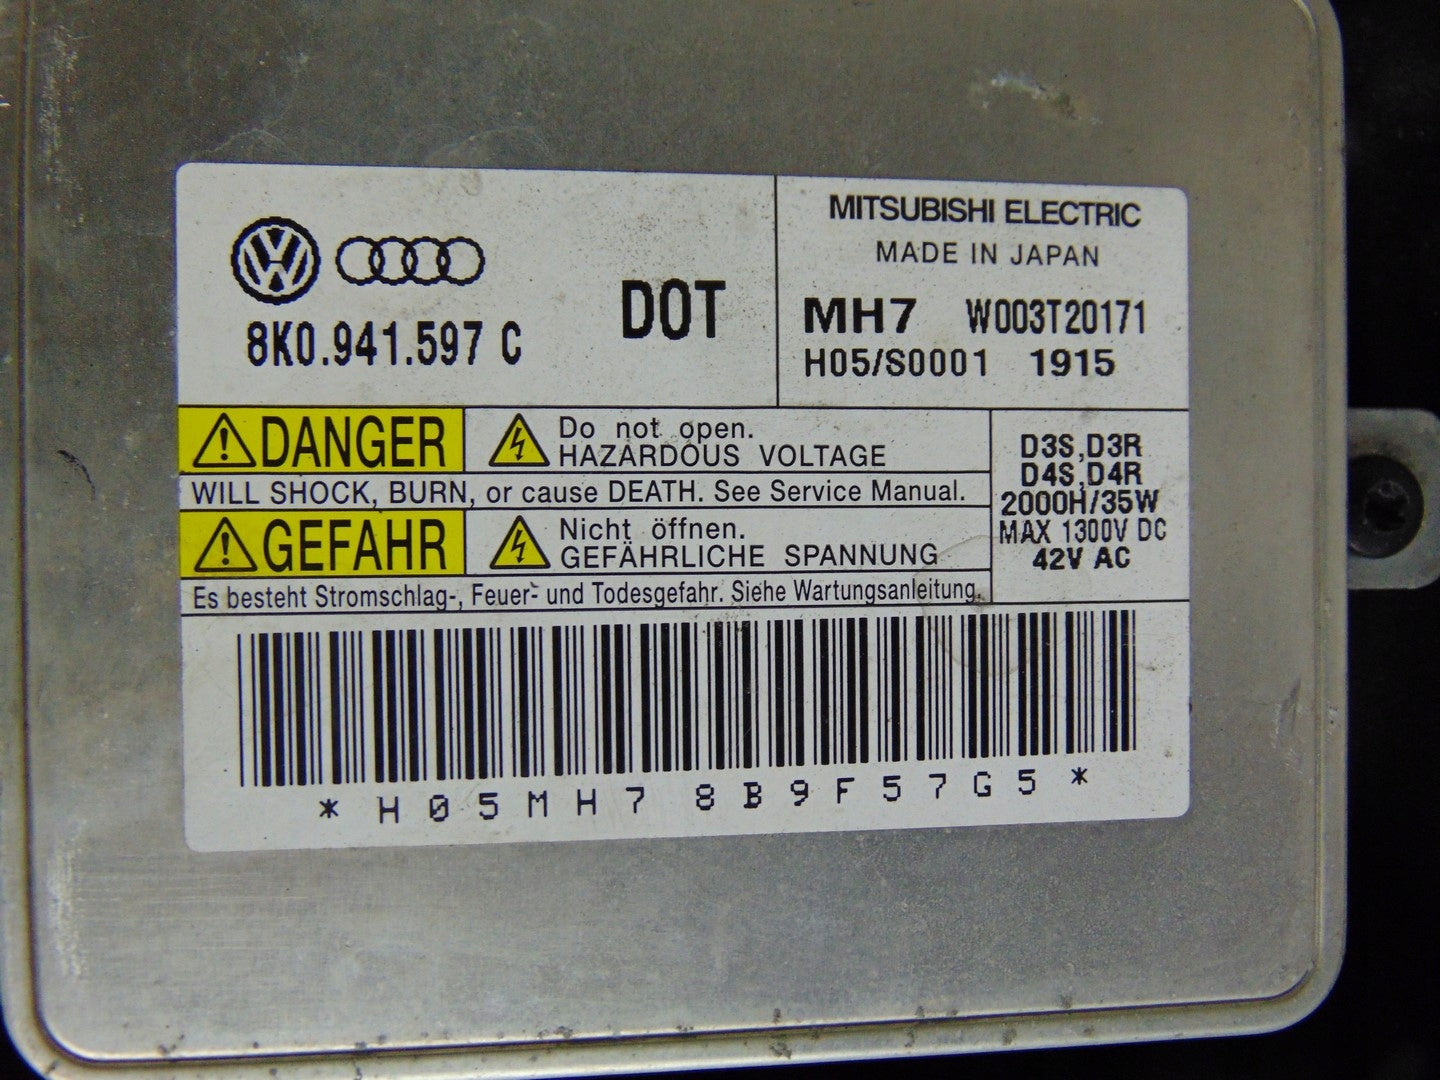 8K0.941.597 C
DOT
MITSUBISHI ELECTRIC
MADE IN JAPAN
MH7 W003T20171
H05/S0001 1915
DANGER
Do not open.
HAZARDOUS VOLTAGE
WILL SHOCK, BURN, or cause DEATH. See Service Manual.
GEFAHR
Nicht öffnen.
GEFÄHRLICHE SPANNUNG
Es besteht Stromschlag-, Feuer- und Todesgefahr. Siehe Wartungsanleitung.
D3S,D3R
D4S,D4R
2000H/35W
MAX 1300V DC
42V AC
*H05MH78B9F57G5*